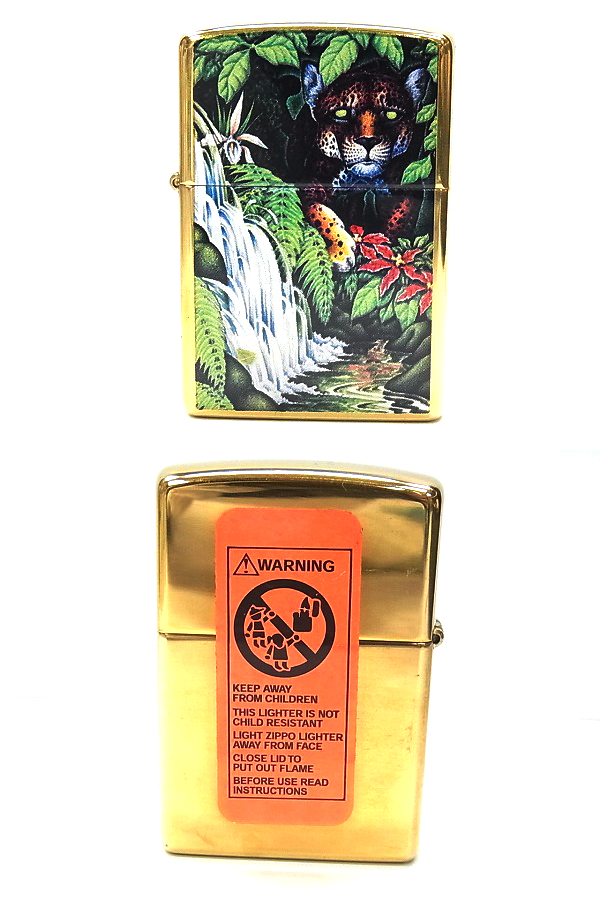 WARNING
KEEP AWAY
FROM CHILDREN
THIS LIGHTER IS NOT
CHILD RESISTANT
LIGHT ZIPPO LIGHTER
AWAY FROM FACE
CLOSE LID TO
PUT OUT FLAME
BEFORE USE READ
INSTRUCTIONS